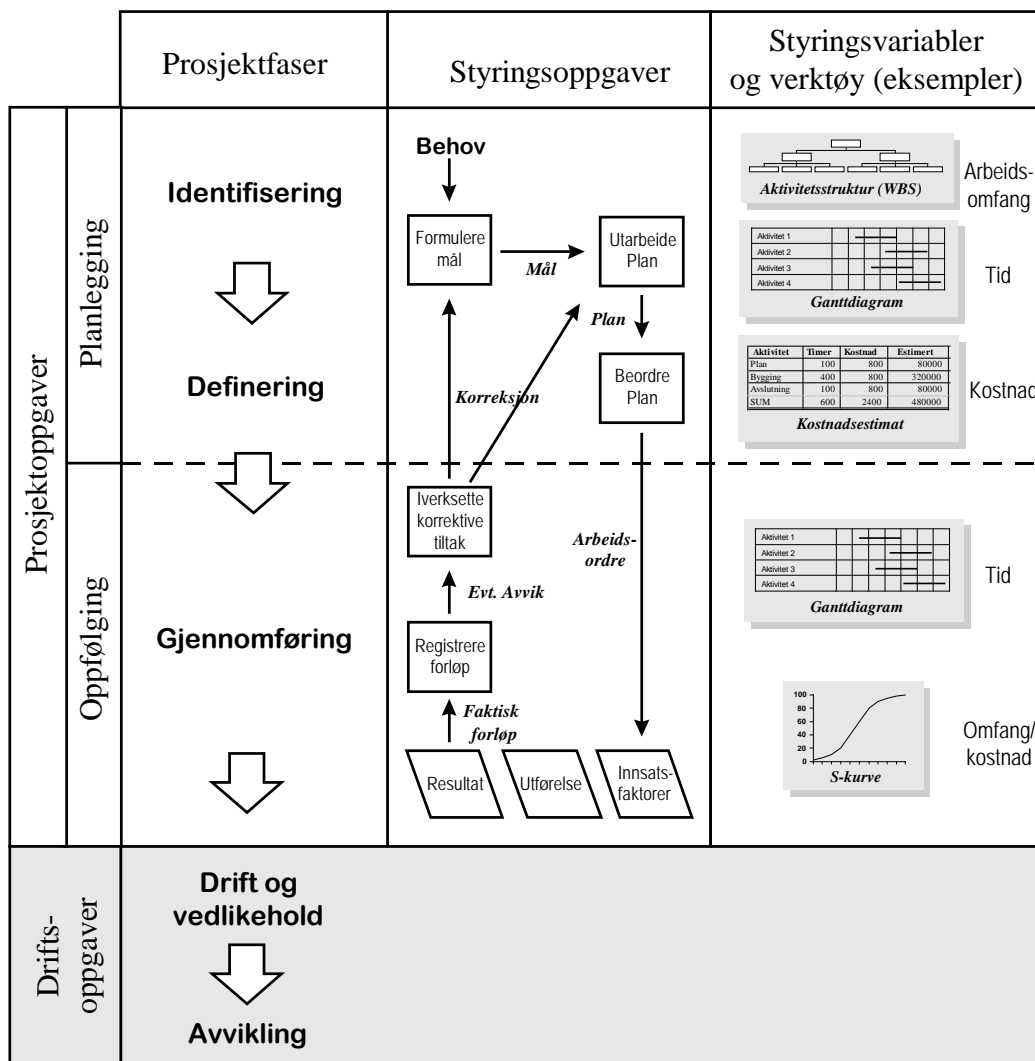 Prosjektfaser
Styringsoppgaver
Styringsvariabler
og verktøy (eksempler)
Prosjektoppgaver
Planlegging
Identifisering
Definering
Behov
Formulere
mål
Mål
Utarbeide
Plan
Plan
Beordre
Plan
Korreksjon
Aktivitetsstruktur (WBS)
Arbeids-
omfang
Aktivitet 1
Aktivitet 2
Aktivitet 3
Aktivitet 4
Ganttdiagram
Tid
Aktivitet Timer Kostnad Estimert
Plan 100 800 80000
Bygging 400 800 320000
Avslutning 100 800 80000
SUM 600 2400 480000
Kostnadsestimat
Kostnad
Oppfølging
Gjennomføring
Iverksette
korrektive
tiltak
Evt. Avvik
Registrere
forløp
Faktisk
forløp
Resultat
Utførelse
Innsats-
faktorer
Arbeids-
ordre
Aktivitet 1
Aktivitet 2
Aktivitet 3
Aktivitet 4
Ganttdiagram
Tid
100
80
60
40
20
0
S-kurve
Omfang/
kostnad
Drifts-
oppgaver
Drift og
vedlikehold
Avvikling